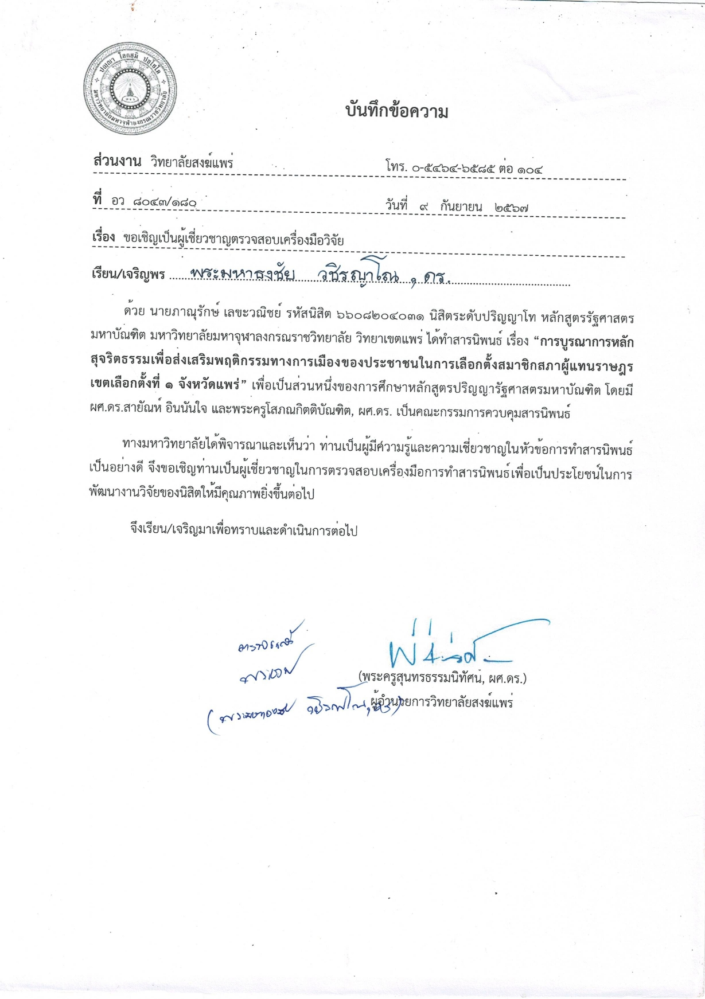 ปญฺญา โลกสฺมิ ปชฺโชโต
มหาวิทยาลัยมหาจุฬาลงกรณราชวิทยาลัย
บันทึกข้อความ
ส่วนงาน วิทยาลัยสงฆ์แพร่ โทร. ๐-๕๔๖๔-๖๕๘๕ ต่อ ๑๐๔
ที่ อว ๘๐๔๓/๑๘๐ วันที่ ๙ กันยายน ๒๕๖๗
เรื่อง ขอเชิญเป็นผู้เชี่ยวชาญตรวจสอบเครื่องมือวิจัย
เรียน/เจริญพร พระมหาธงชัย วชิรญาโณ, ดร.
ด้วย นายภาณุรักษ์ เลขะวณิชย์ รหัสนิสิต ๖๖๐๘๒๐๔๐๓๑ นิสิตระดับปริญญาโท หลักสูตรรัฐศาสตร
มหาบัณฑิต มหาวิทยาลัยมหาจุฬาลงกรณราชวิทยาลัย วิทยาเขตแพร่ ได้ทำสารนิพนธ์ เรื่อง “การบูรณาการหลัก
สุจริตธรรมเพื่อส่งเสริมพฤติกรรมทางการเมืองของประชาชนในการเลือกตั้งสมาชิกสภาผู้แทนราษฎร
เขตเลือกตั้งที่ ๑ จังหวัดแพร่” เพื่อเป็นส่วนหนึ่งของการศึกษาหลักสูตรปริญญารัฐศาสตรมหาบัณฑิต โดยมี
ผศ.ดร.สายัณห์ อินนันใจ และพระครูโสภณกิตติบัณฑิต, ผศ.ดร. เป็นคณะกรรมการควบคุมสารนิพนธ์
ทางมหาวิทยาลัยได้พิจารณาและเห็นว่า ท่านเป็นผู้มีความรู้และความเชี่ยวชาญในหัวข้อการทำสารนิพนธ์
เป็นอย่างดี จึงขอเชิญท่านเป็นผู้เชี่ยวชาญในการตรวจสอบเครื่องมือการทำสารนิพนธ์เพื่อเป็นประโยชน์ในการ
พัฒนางานวิจัยของนิสิตให้มีคุณภาพยิ่งขึ้นต่อไป
จึงเรียน/เจริญมาเพื่อทราบและดำเนินการต่อไป
(พระครูสุนทรธรรมนิทัศน์, ผศ.ดร.)
ผู้อำนวยการวิทยาลัยสงฆ์แพร่
(พระมหาธงชัย วชิรญาโณ, ดร.)